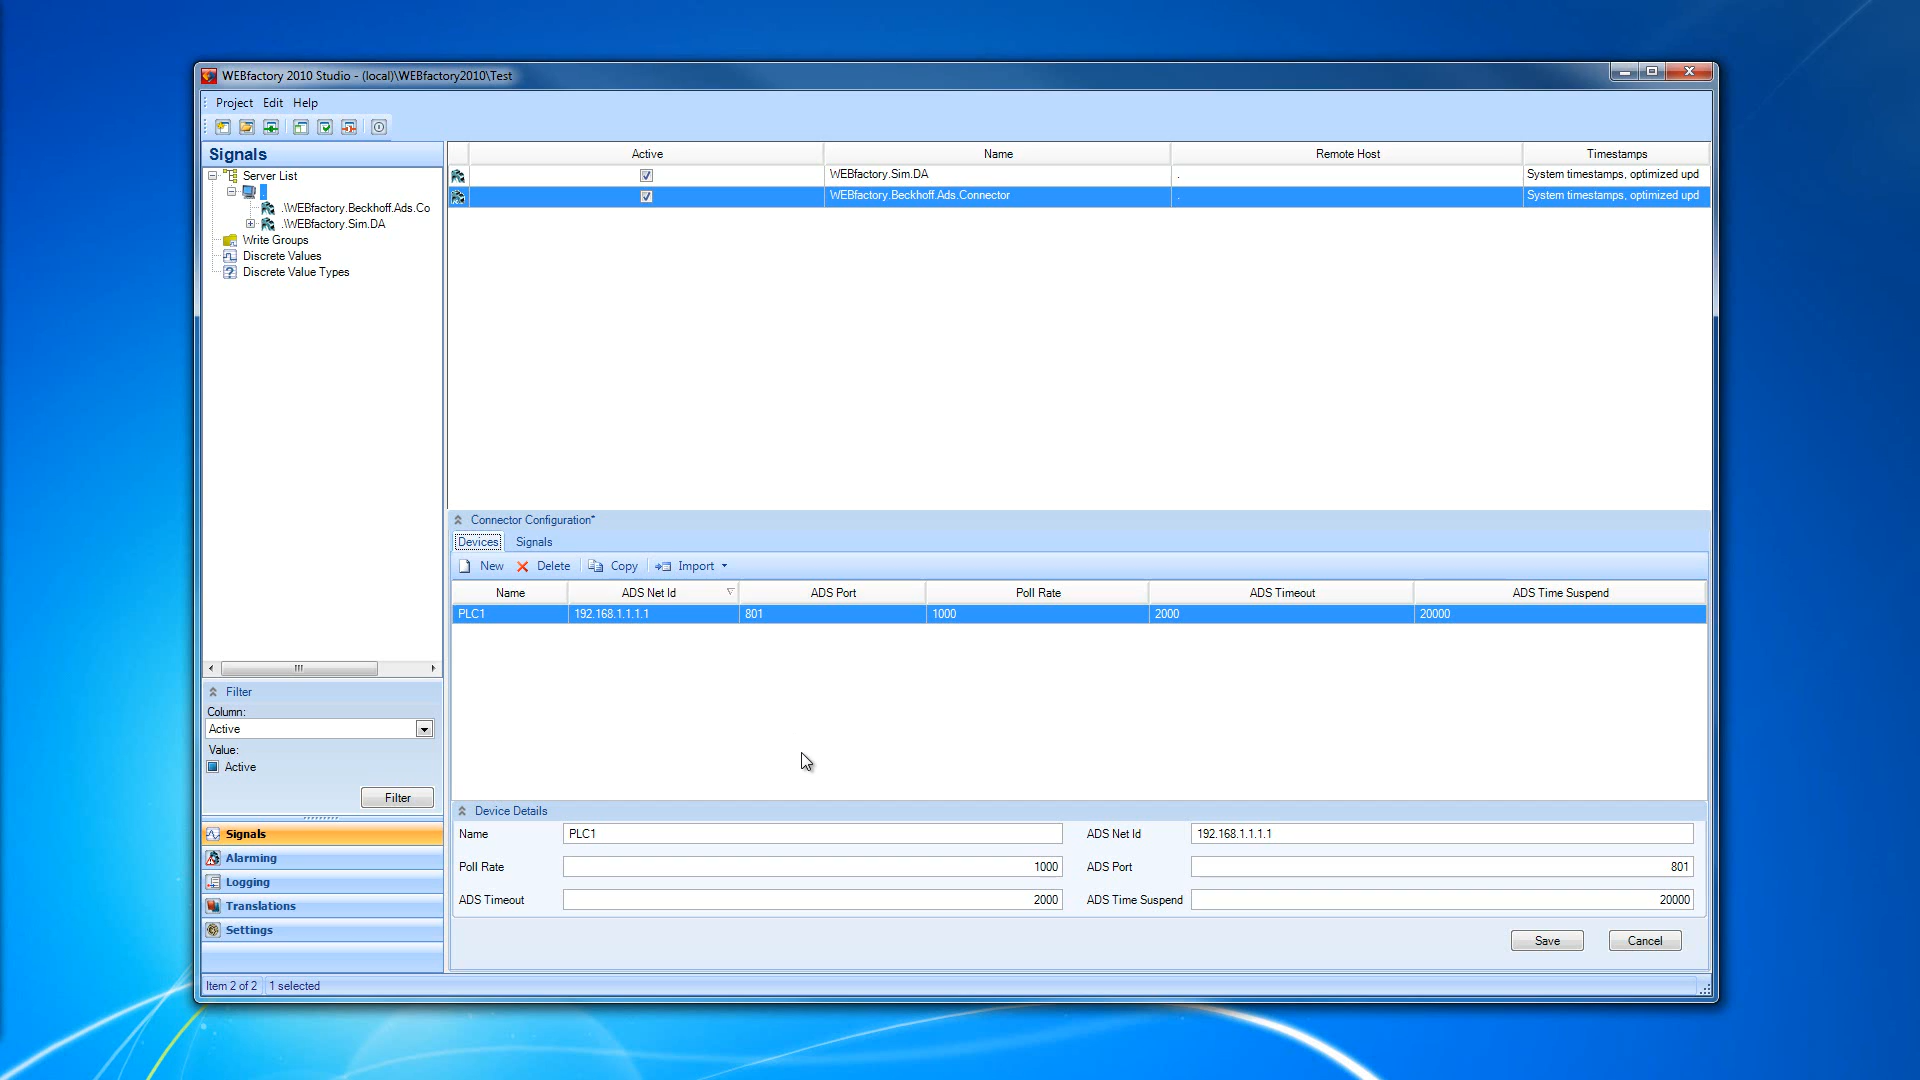 WEBfactory 2010 Studio - (local)\WEBfactory2010\Test
Project Edit Help
Signals
Server List
.
.\WEBfactory.Beckhoff.Ads.Co
.\WEBfactory.Sim.DA
Write Groups
Discrete Values
Discrete Value Types
Active Name Remote Host Timestamps
WEBfactory.Sim.DA . System timestamps, optimized upd
WEBfactory.Beckhoff.Ads.Connector . System timestamps, optimized upd
Connector Configuration*
Devices Signals
New Delete Copy Import
Name ADS Net Id ADS Port Poll Rate ADS Timeout ADS Time Suspend
PLC1 192.168.1.1.1.1 801 1000 2000 20000
Filter
Column:
Active
Value:
Active
Filter
Signals
Alarming
Logging
Translations
Settings
Device Details
Name PLC1 ADS Net Id 192.168.1.1.1.1
Poll Rate 1000 ADS Port 801
ADS Timeout 2000 ADS Time Suspend 20000
Save Cancel
Item 2 of 2 1 selected